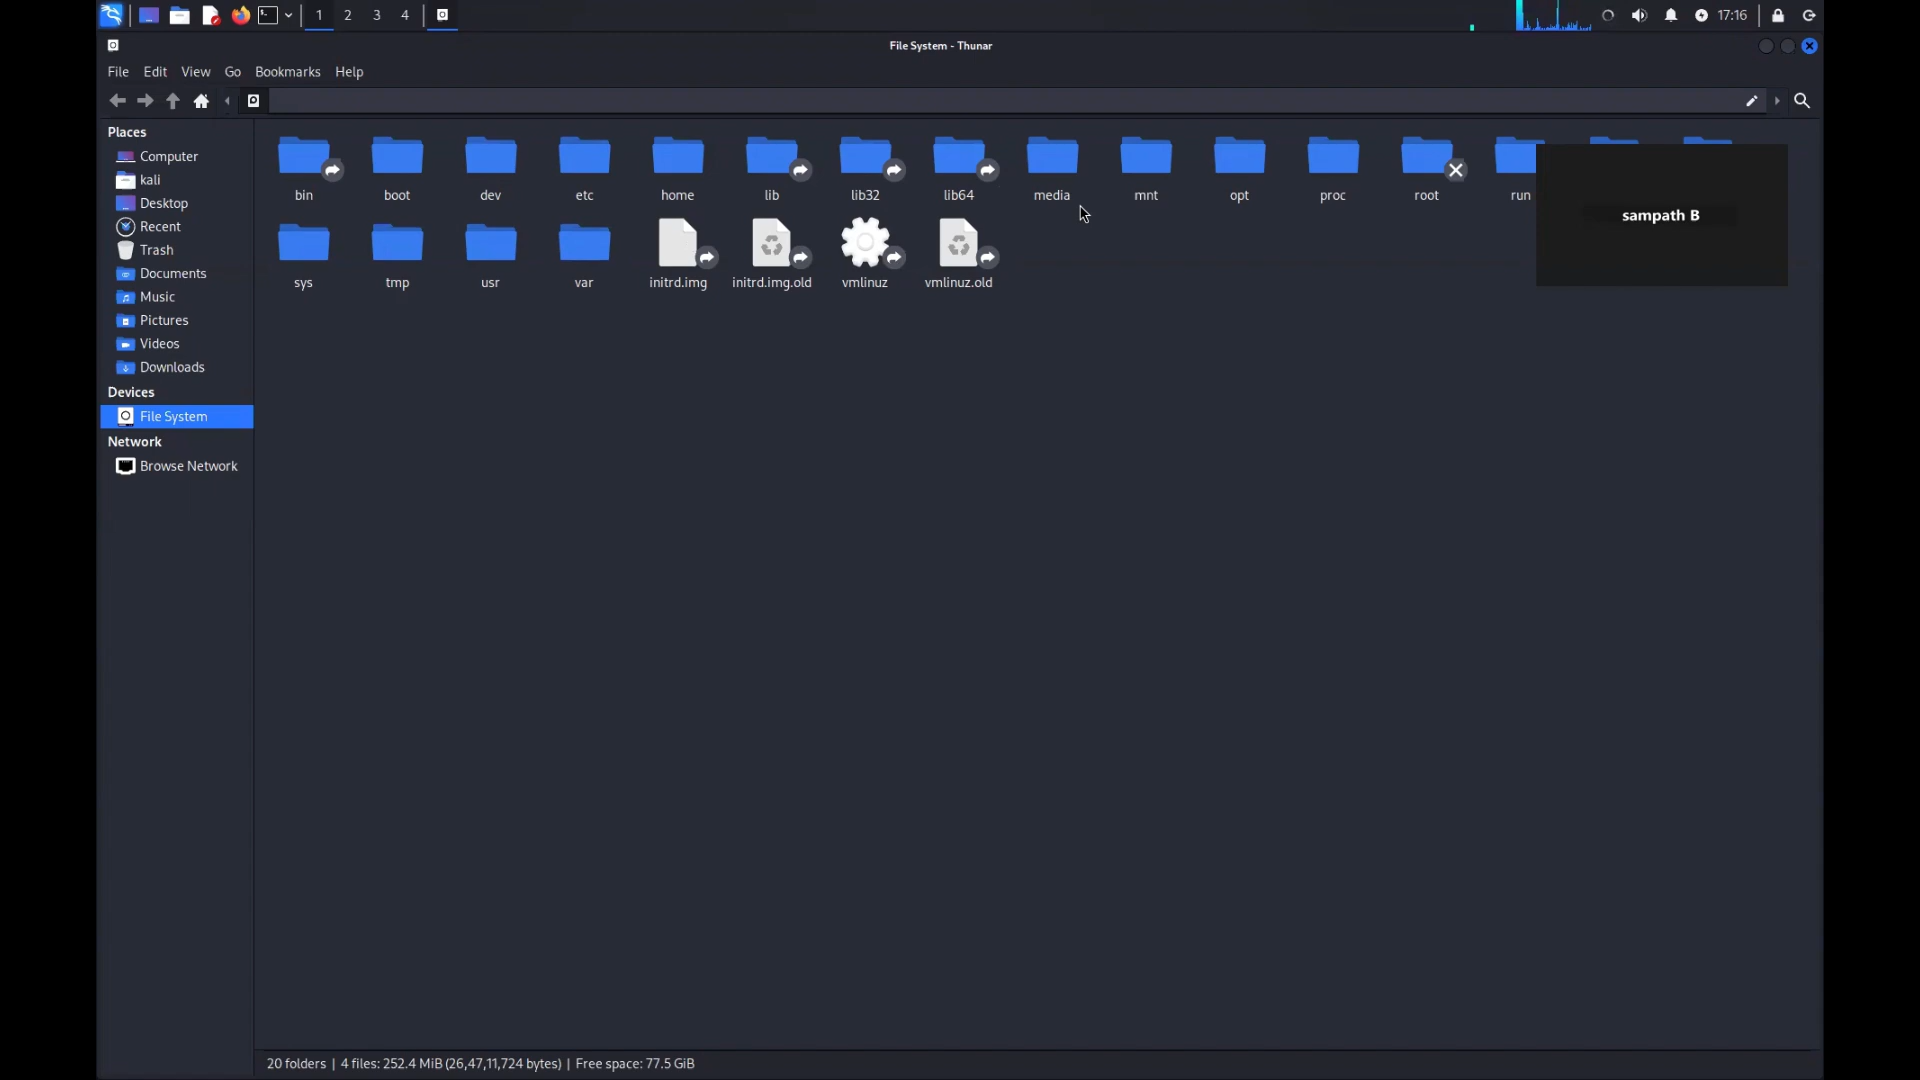 1 2 3 4 17:16
File System - Thunar
File Edit View Go Bookmarks Help
Places
Computer
kali
Desktop
Recent
Trash
Documents
Music
Pictures
Videos
Downloads
Devices
File System
Network
Browse Network
bin boot dev etc home lib lib32 lib64 media mnt opt proc root run
sampath B
sys tmp usr var initrd.img initrd.img.old vmlinuz vmlinuz.old
20 folders | 4 files: 252.4 MiB (26,47,11,724 bytes) | Free space: 77.5 GiB